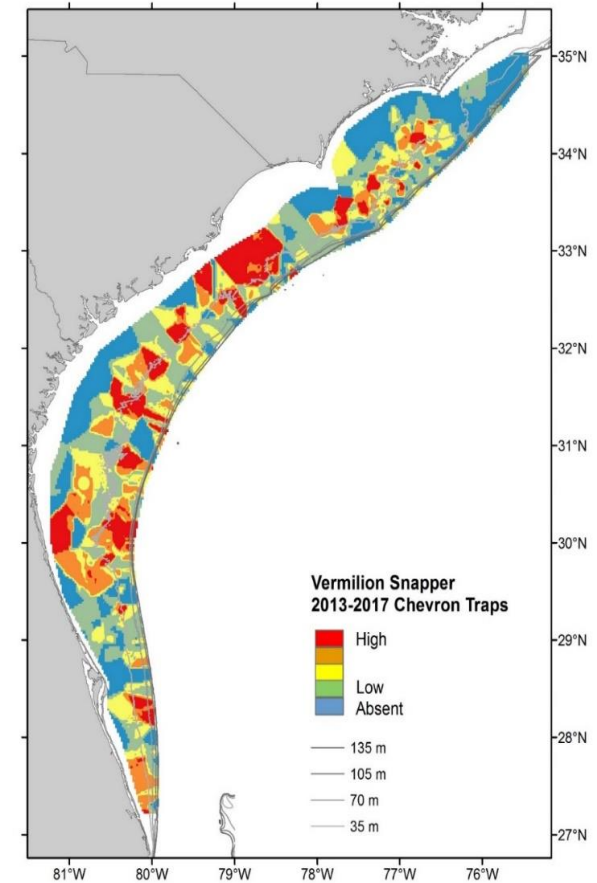 35°N
34°N
33°N
32°N
31°N
30°N
29°N
28°N
27°N
Vermilion Snapper
2013-2017 Chevron Traps
High
Low
Absent
135 m
105 m
70 m
35 m
81°W 80°W 79°W 78°W 77°W 76°W